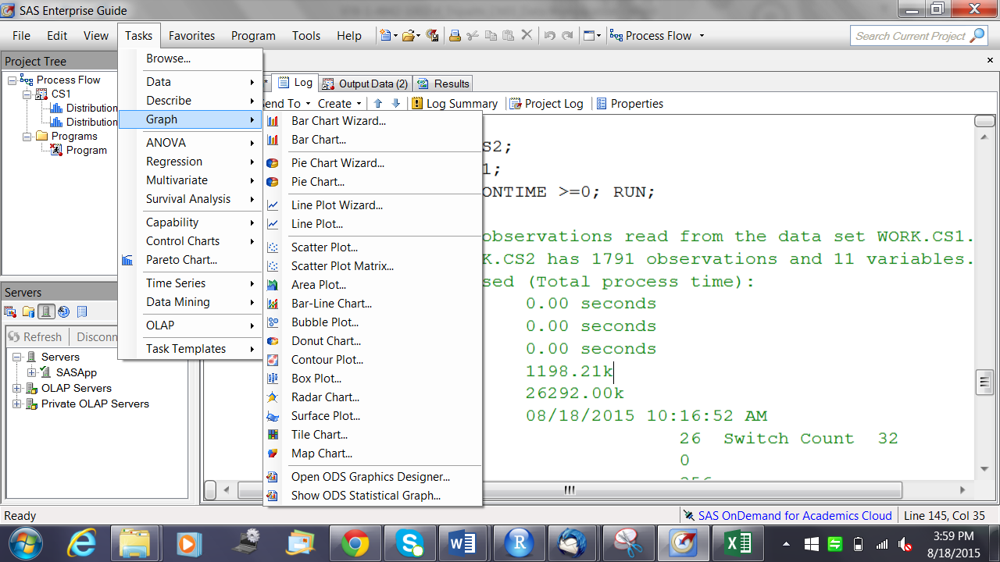 SAS Enterprise Guide
File Edit View Tasks Favorites Program Tools Help Process Flow Search Current Project
Project Tree
Process Flow
CS1
Distribution
Distribution
Programs
Program
Servers
Refresh Disconn
Servers
SASApp
OLAP Servers
Private OLAP Servers
Browse...
Data
Describe
Graph
ANOVA
Regression
Multivariate
Survival Analysis
Capability
Control Charts
Pareto Chart...
Time Series
Data Mining
OLAP
Task Templates
Bar Chart Wizard...
Bar Chart...
Pie Chart Wizard...
Pie Chart...
Line Plot Wizard...
Line Plot...
Scatter Plot...
Scatter Plot Matrix...
Area Plot...
Bar-Line Chart...
Bubble Plot...
Donut Chart...
Contour Plot...
Box Plot...
Radar Chart...
Surface Plot...
Tile Chart...
Map Chart...
Open ODS Graphics Designer...
Show ODS Statistical Graph...
Log Output Data (2) Results
end To Create Log Summary Project Log Properties
S2;
1;
ONTIME >=0; RUN;
observations read from the data set WORK.CS1.
K.CS2 has 1791 observations and 11 variables.
sed (Total process time):
0.00 seconds
0.00 seconds
0.00 seconds
1198.21k
26292.00k
08/18/2015 10:16:52 AM
26 Switch Count 32
0
Ready SAS OnDemand for Academics Cloud Line 145, Col 35
3:59 PM
8/18/2015